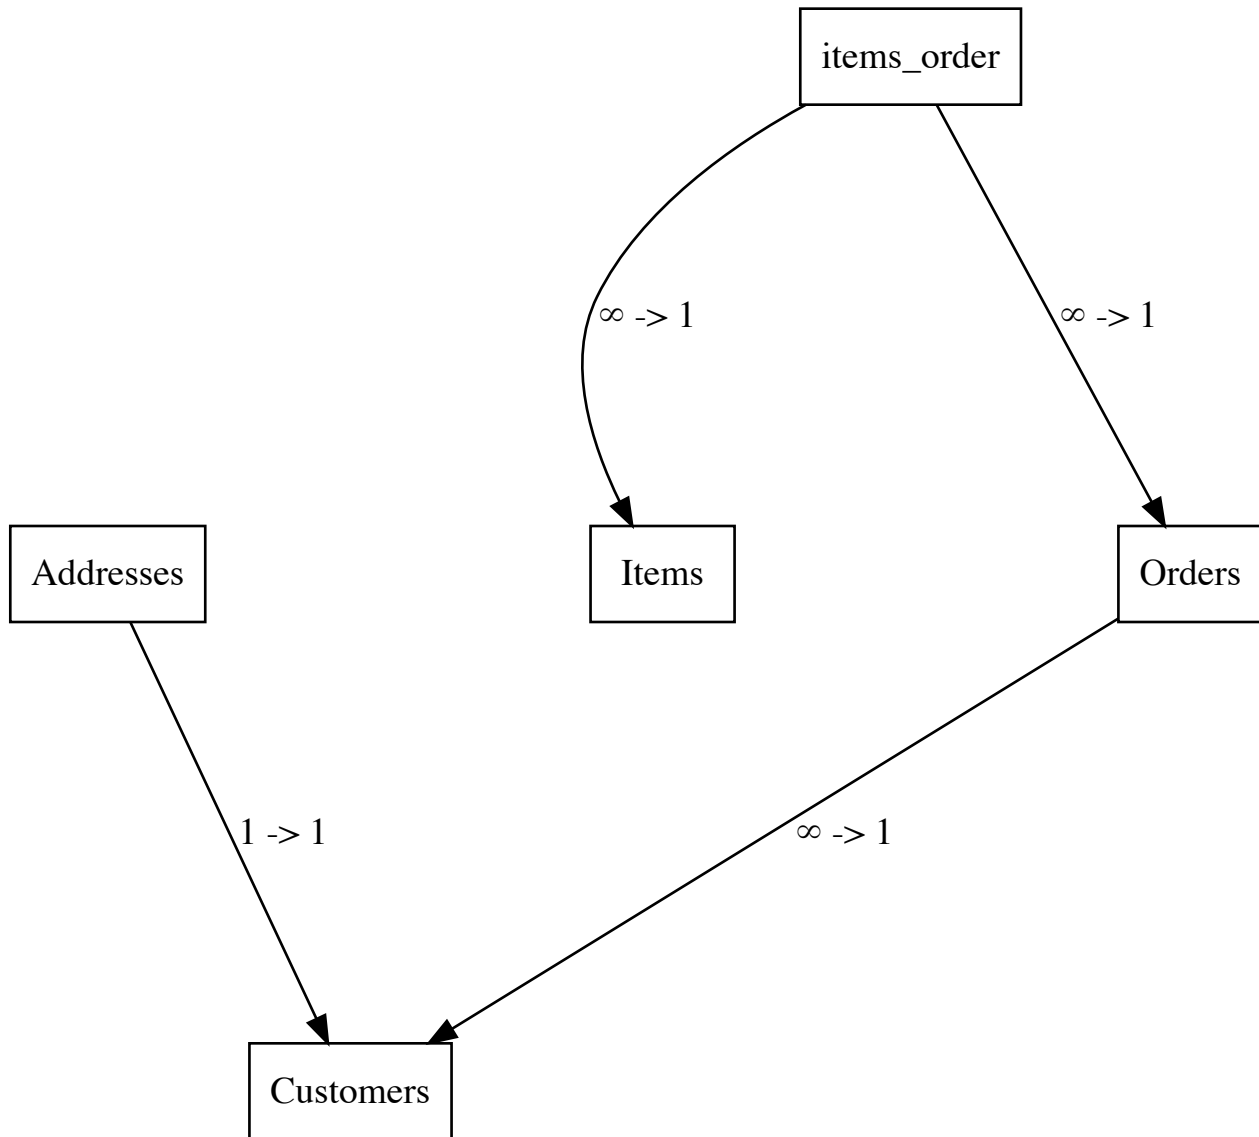 items_order
∞ -> 1
∞ -> 1
Addresses
Items
Orders
1 -> 1
∞ -> 1
Customers